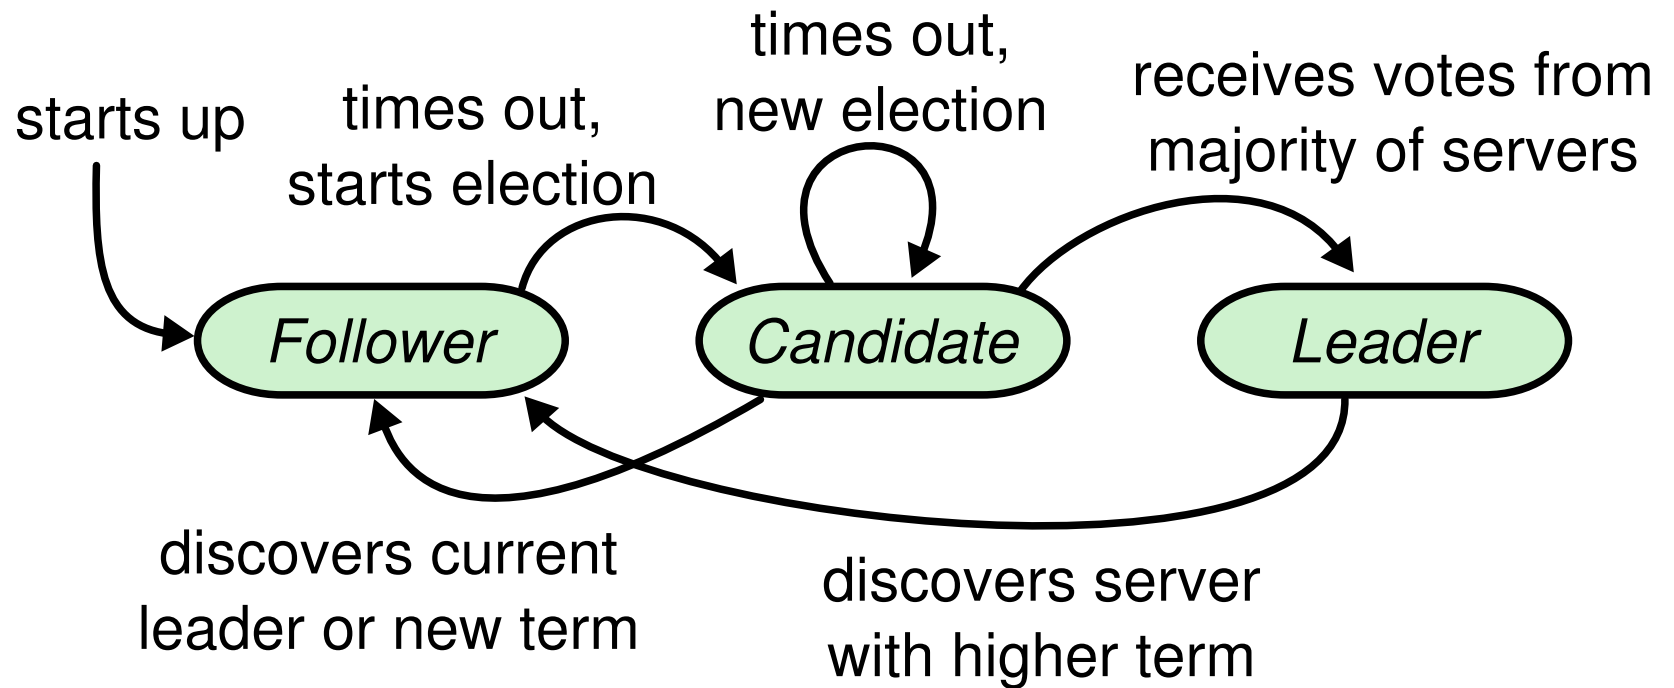 starts up
times out,
starts election
times out,
new election
receives votes from
majority of servers
Follower
Candidate
Leader
discovers current
leader or new term
discovers server
with higher term